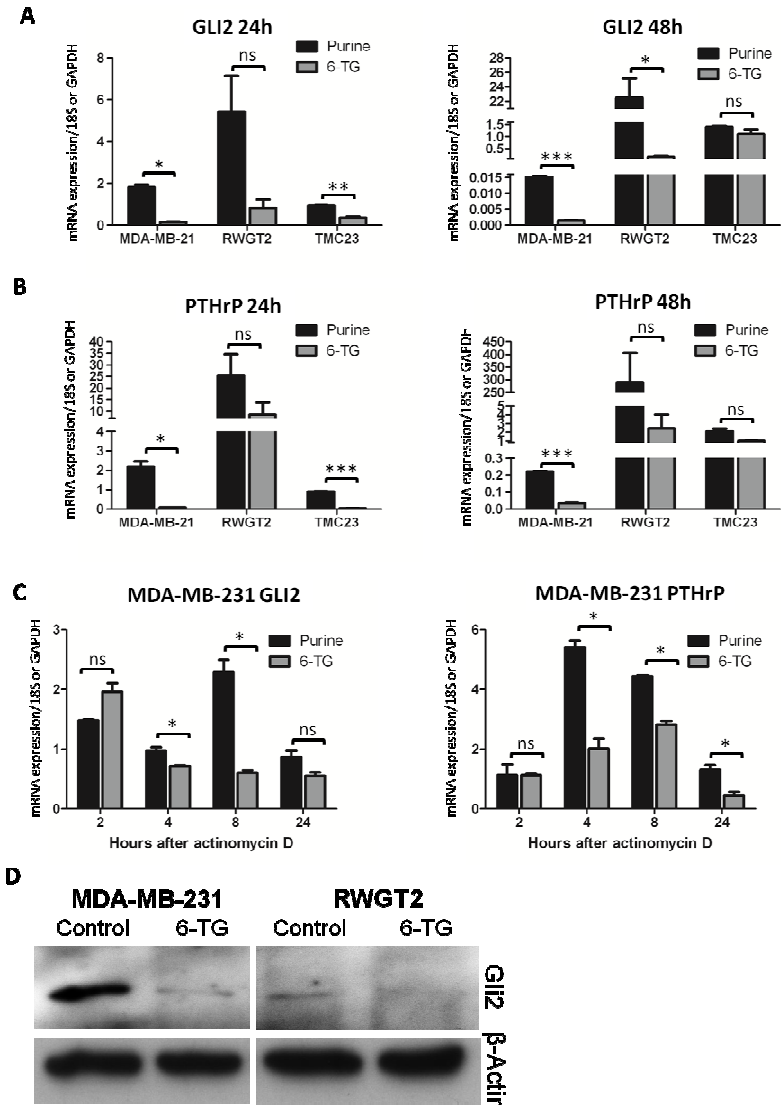 A
GLI2 24h
mRNA expression/18S or GAPDH
8
6
4
2
0
ns
*
**
Purine
6-TG
MDA-MB-21 RWGT2 TMC23
GLI2 48h
mRNA expression/18S or GAPDH
28
26
24
22
1.5
1.0
0.5
0.015
0.010
0.005
0.000
***
*
ns
Purine
6-TG
MDA-MB-21 RWGT2 TMC23
B
PTHrP 24h
mRNA expression/18S or GAPDH
40
35
30
25
20
15
10
4
3
2
1
0
*
ns
***
Purine
6-TG
MDA-MB-21 RWGT2 TMC23
PTHrP 48h
mRNA expression/18S or GAPDH
450
400
350
300
250
5
4
3
2
1
0.3
0.2
0.1
0.0
***
ns
ns
Purine
6-TG
MDA-MB-21 RWGT2 TMC23
C
MDA-MB-231 GLI2
mRNA expression/18S or GAPDH
3
2
1
0
ns
*
*
ns
Purine
6-TG
2 4 8 24
Hours after actinomycin D
MDA-MB-231 PTHrP
mRNA expression/18S or GAPDH
6
4
2
0
ns
*
*
*
Purine
6-TG
2 4 8 24
Hours after actinomycin D
D
MDA-MB-231 RWGT2
Control 6-TG Control 6-TG
Gli2
β-Actin